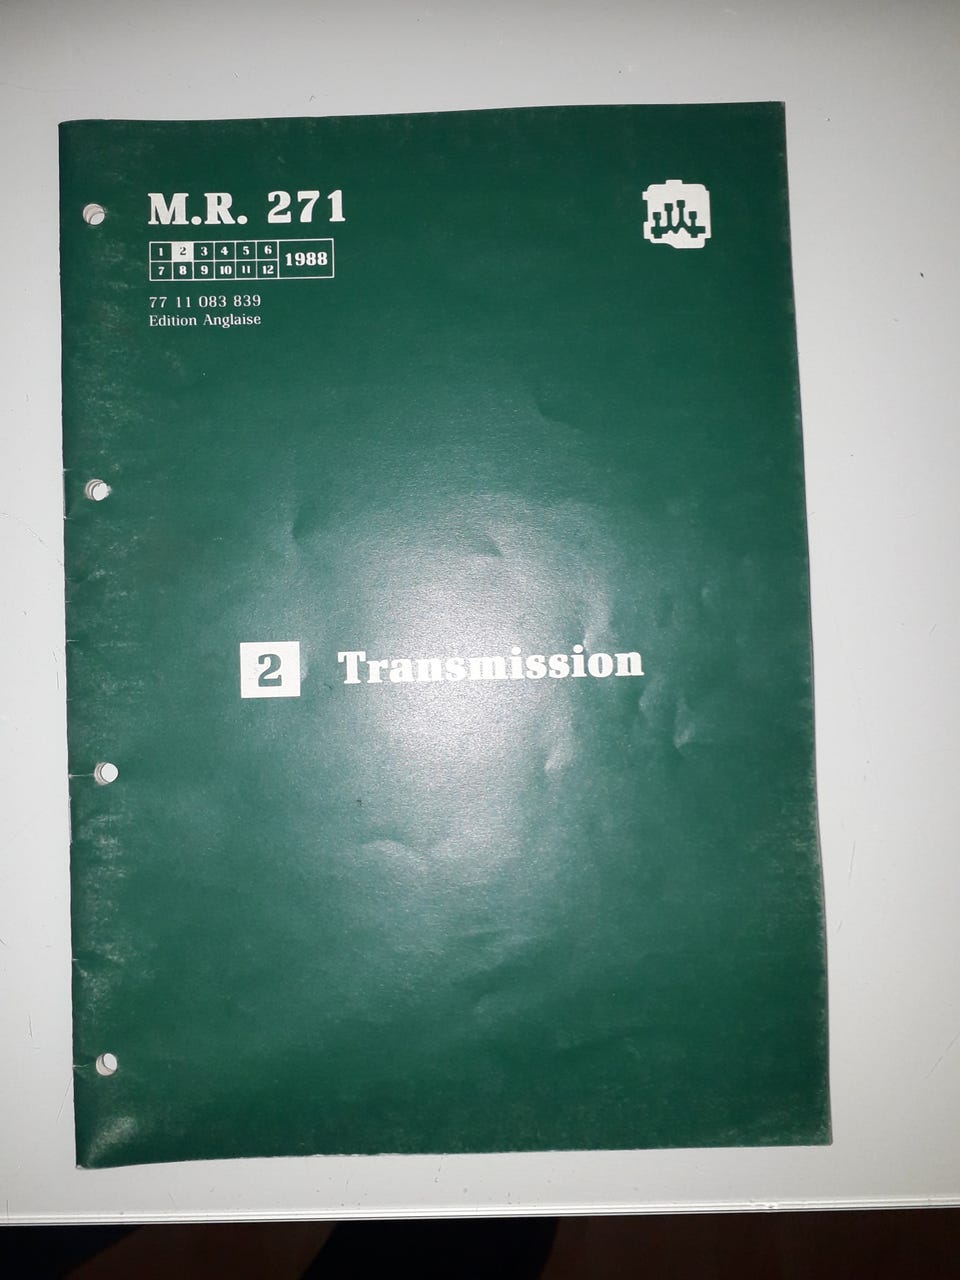 M.R. 271
1 2 3 4 5 6 1988
7 8 9 10 11 12
77 11 083 839
Edition Anglaise
2 Transmission